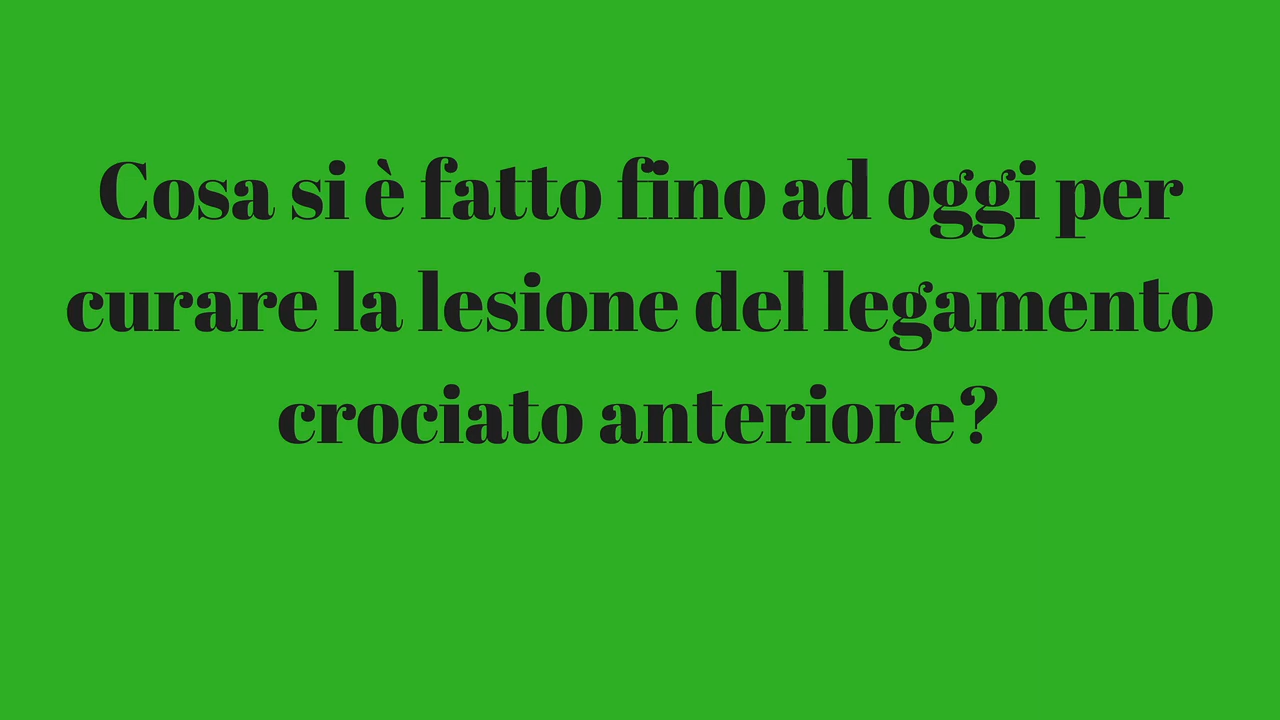 Cosa si è fatto fino ad oggi per
curare la lesione del legamento
crociato anteriore?